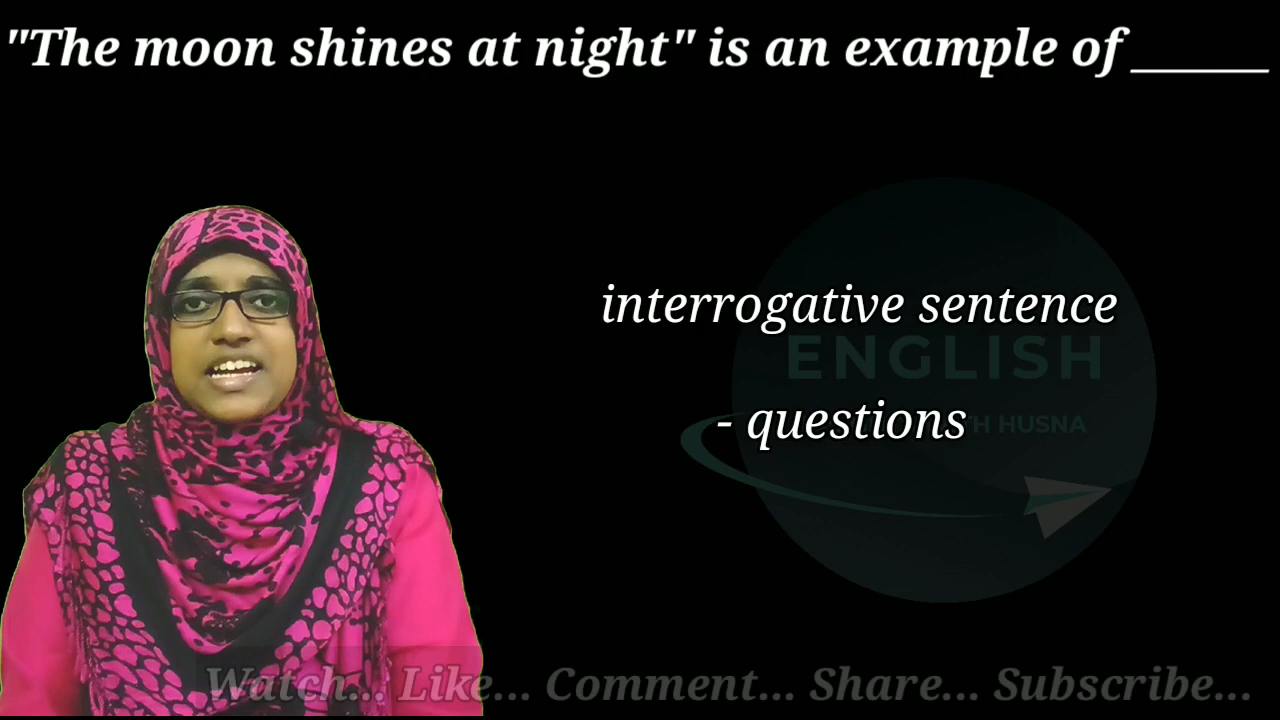 "The moon shines at night" is an example of ______
interrogative sentence
ENGLISH
- questions
TH HUSNA
Watch... Like... Comment... Share... Subscribe...